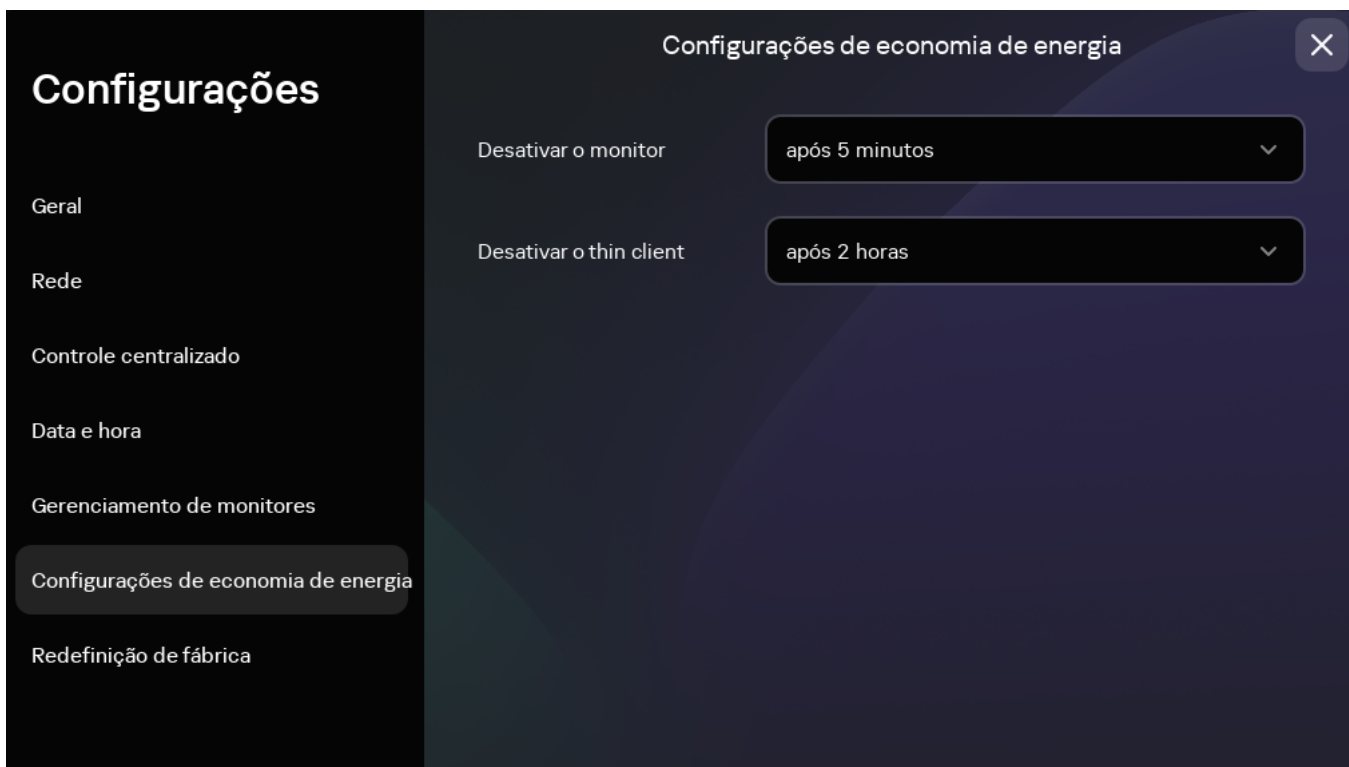 Configurações
Geral
Rede
Controle centralizado
Data e hora
Gerenciamento de monitores
Configurações de economia de energia
Redefinição de fábrica
Configurações de economia de energia
Desativar o monitor
após 5 minutos
Desativar o thin client
após 2 horas